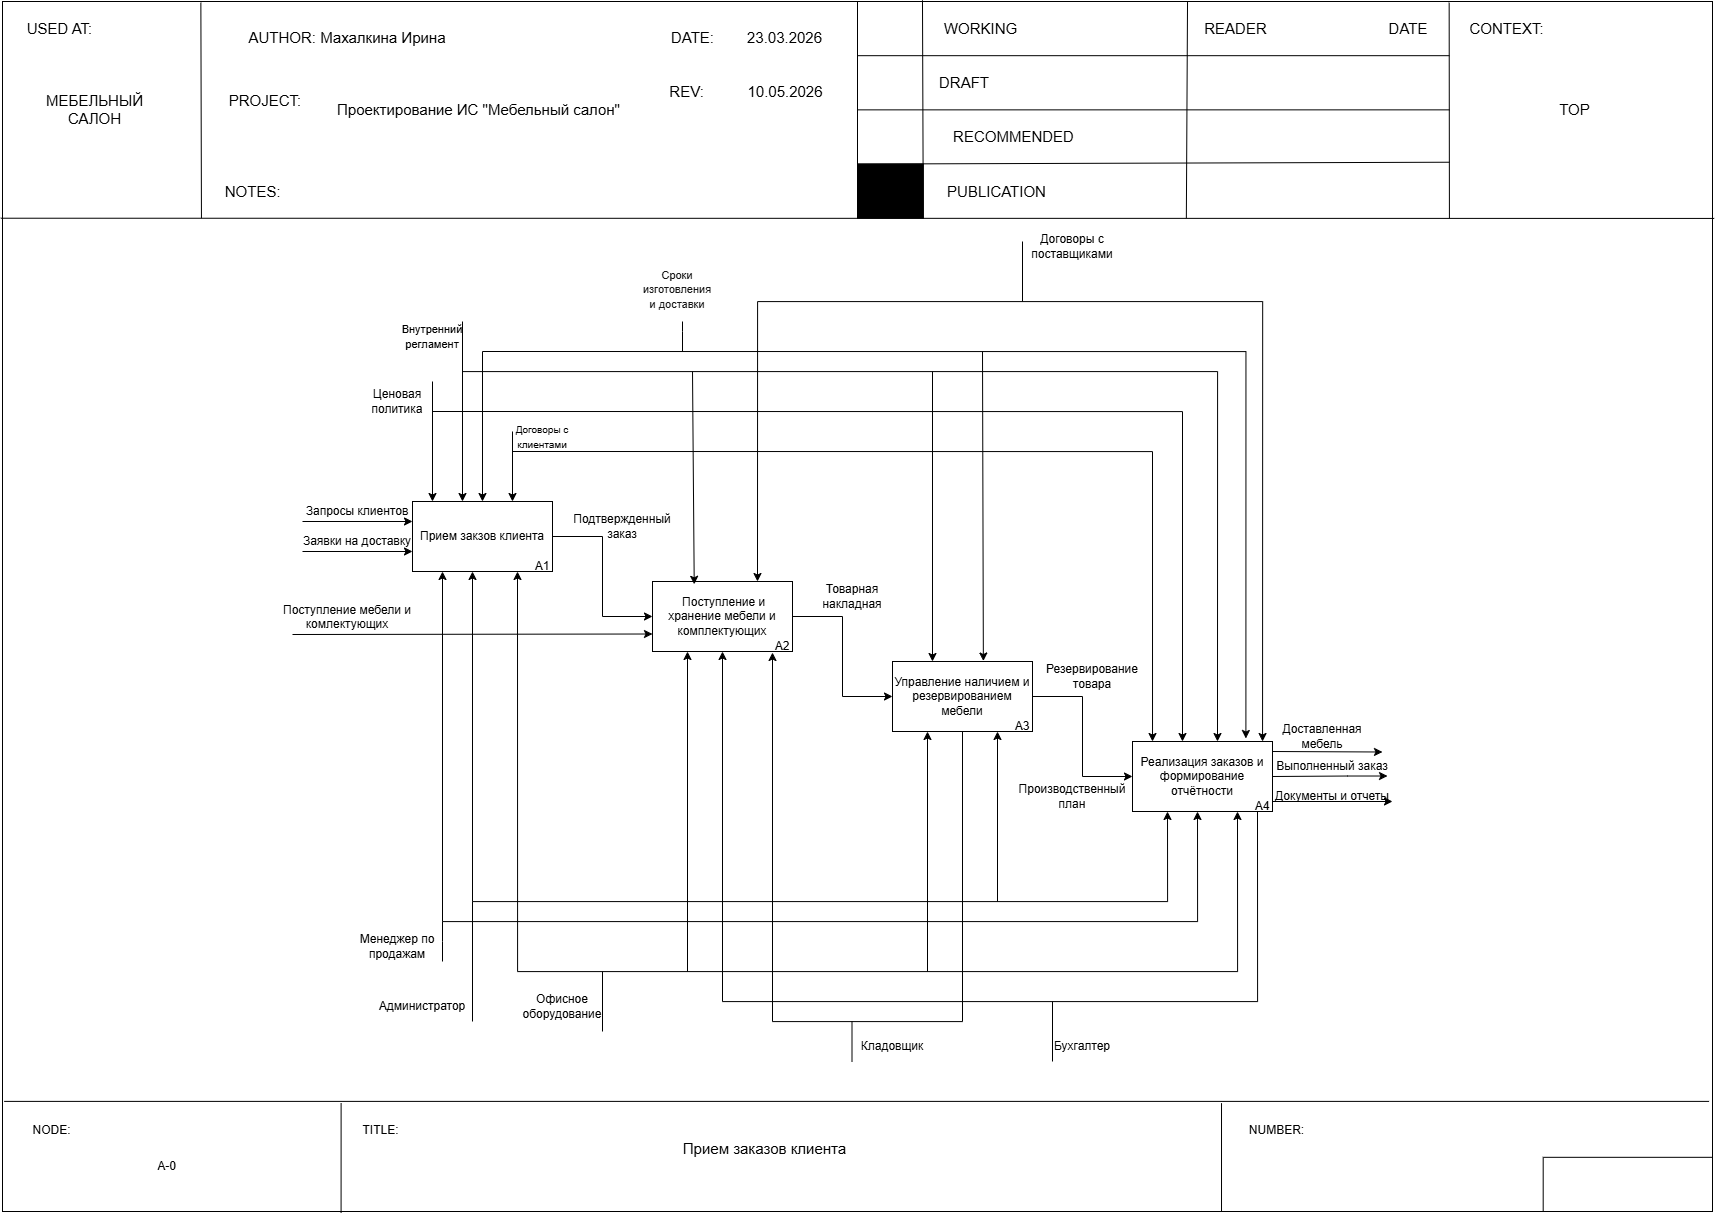 USED AT:
МЕБЕЛЬНЫЙ
САЛОН
AUTHOR: Махалкина Ирина
DATE: 23.03.2026
PROJECT:
Проектирование ИС "Мебельный салон"
REV: 10.05.2026
NOTES:
WORKING
DRAFT
RECOMMENDED
PUBLICATION
READER DATE
CONTEXT:
TOP
Договоры с
поставщиками
Сроки
изготовления
и доставки
Внутренний
регламент
Ценовая
политика
Договоры с
клиентами
Запросы клиентов
Заявки на доставку
Прием закзов клиента
A1
Подтвержденный
заказ
Поступление мебели и
комлектующих
Поступление и
хранение мебели и
комплектующих
A2
Товарная
накладная
Управление наличием и
резервированием
мебели
A3
Резервирование
товара
Производственный
план
Реализация заказов и
формирование
отчётности
A4
Доставленная
мебель
Выполненный заказ
Документы и отчеты
Менеджер по
продажам
Администратор
Офисное
оборудование
Кладовщик
Бухгалтер
NODE:
A-0
TITLE:
Прием заказов клиента
NUMBER: